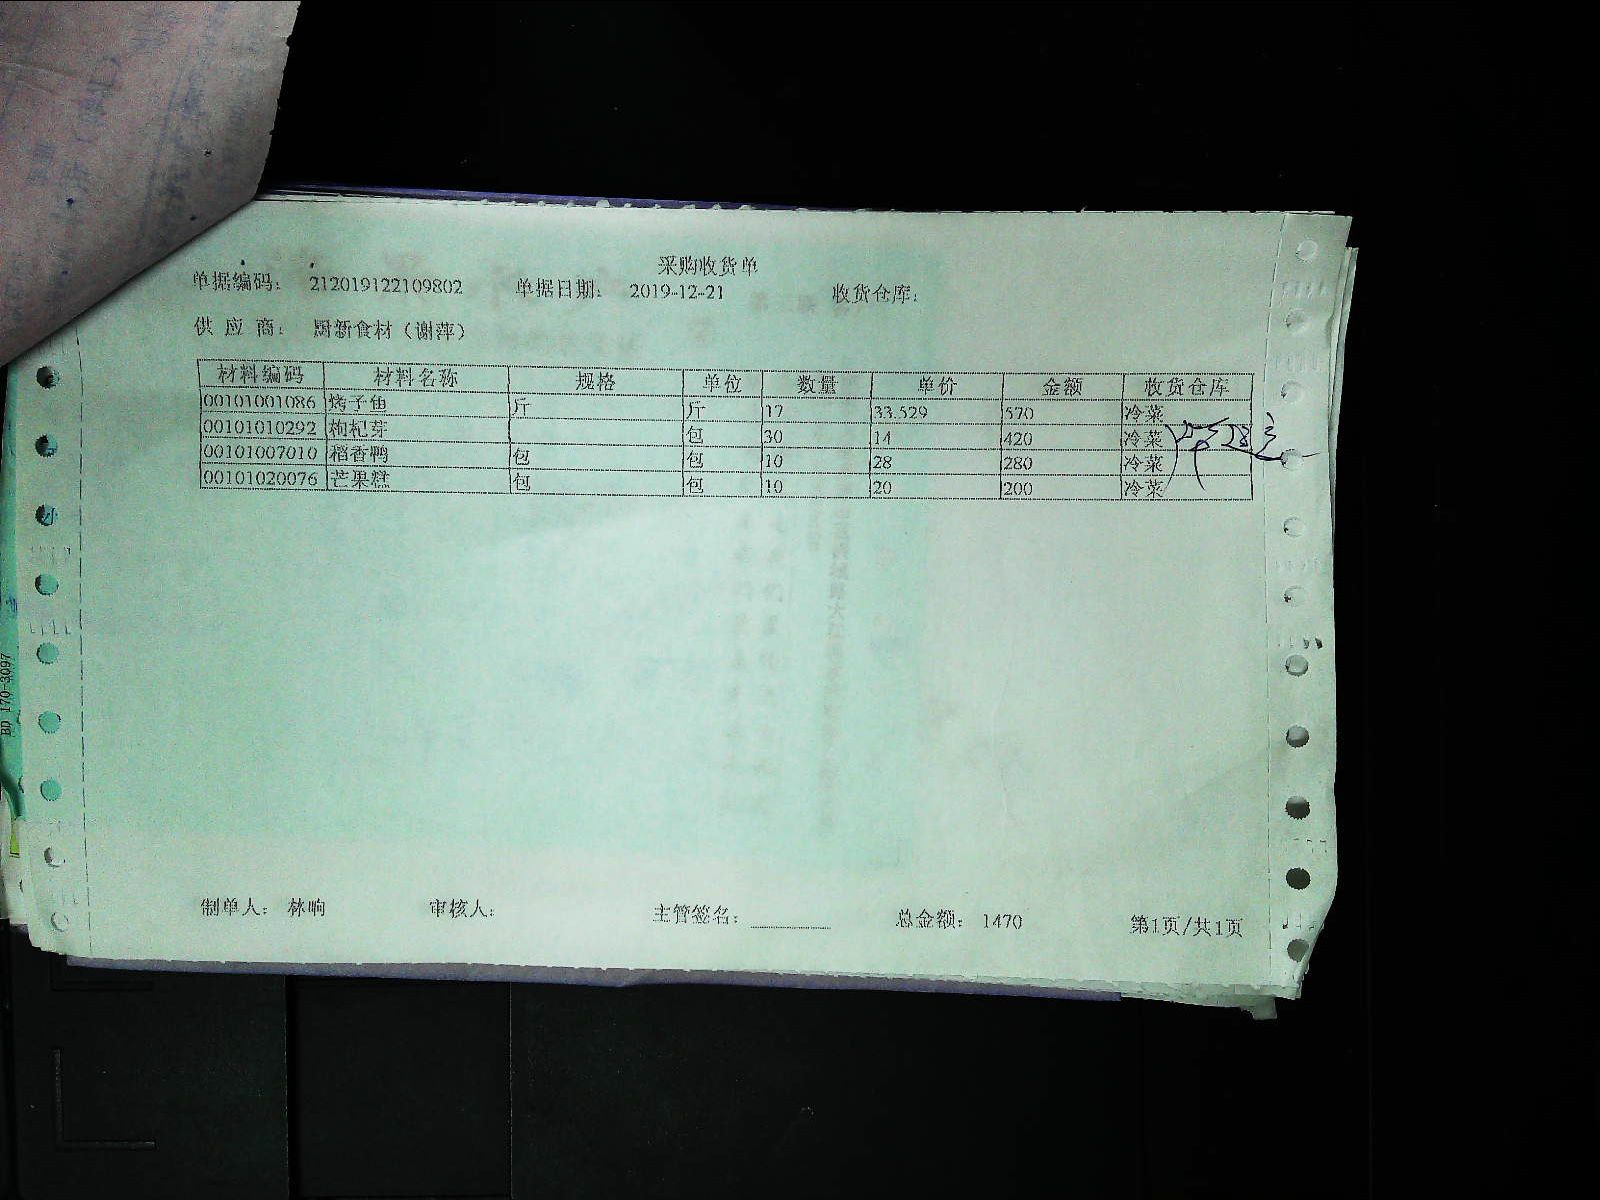 采购收货单
单据编码: 212019122109802 单据日期: 2019-12-21 收货仓库:
供 应 商: 厨新食材（谢萍）
材料编码 材料名称 规格 单位 数量 单价 金额 收货仓库
00101001086 烤子鱼 斤 斤 17 33.529 570 冷菜
00101010292 枸杞芽 包 30 14 420 冷菜
00101007010 稻香鸭 包 包 10 28 280 冷菜
00101020076 芒果糕 包 包 10 20 200 冷菜
制单人: 林响 审核人: 主管签名: 总金额: 1470 第1页/共1页
BD 170-3097